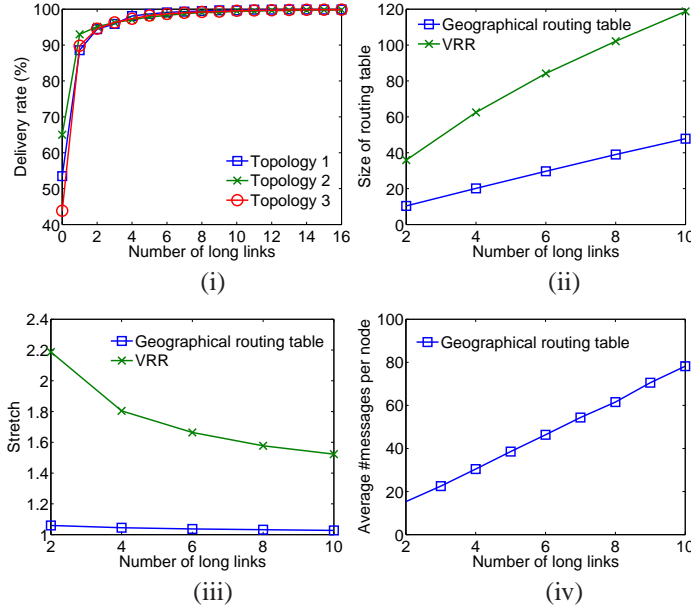 100
90
80
70
60
50
40
Delivery rate (%)
Topology 1
Topology 2
Topology 3
0 2 4 6 8 10 12 14 16
Number of long links
(i)
120
100
80
60
40
20
0
Size of routing table
Geographical routing table
VRR
2 4 6 8 10
Number of long links
(ii)
2.4
2.2
1.8
1.4
1.2
1
Stretch
Geographical routing table
VRR
2 4 6 8 10
Number of long links
(iii)
100
80
60
40
20
0
Average #messages per node
Geographical routing table
2 4 6 8 10
Number of long links
(iv)